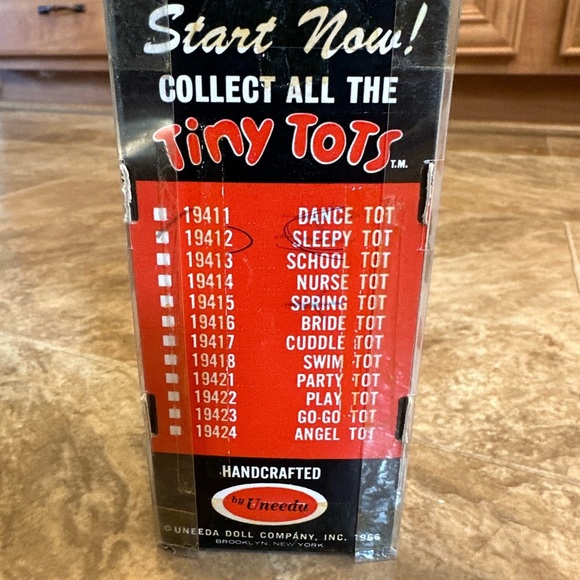 Start Now!
COLLECT ALL THE
Tiny TOTS T.M.
19411 DANCE TOT
19412 SLEEPY TOT
19413 SCHOOL TOT
19414 NURSE TOT
19415 SPRING TOT
19416 BRIDE TOT
19417 CUDDLE TOT
19418 SWIM TOT
19421 PARTY TOT
19422 PLAY TOT
19423 GO-GO TOT
19424 ANGEL TOT
HANDCRAFTED
by Uneeda
© UNEEDA DOLL COMPANY, INC. 1966
BROOKLYN, NEW YORK